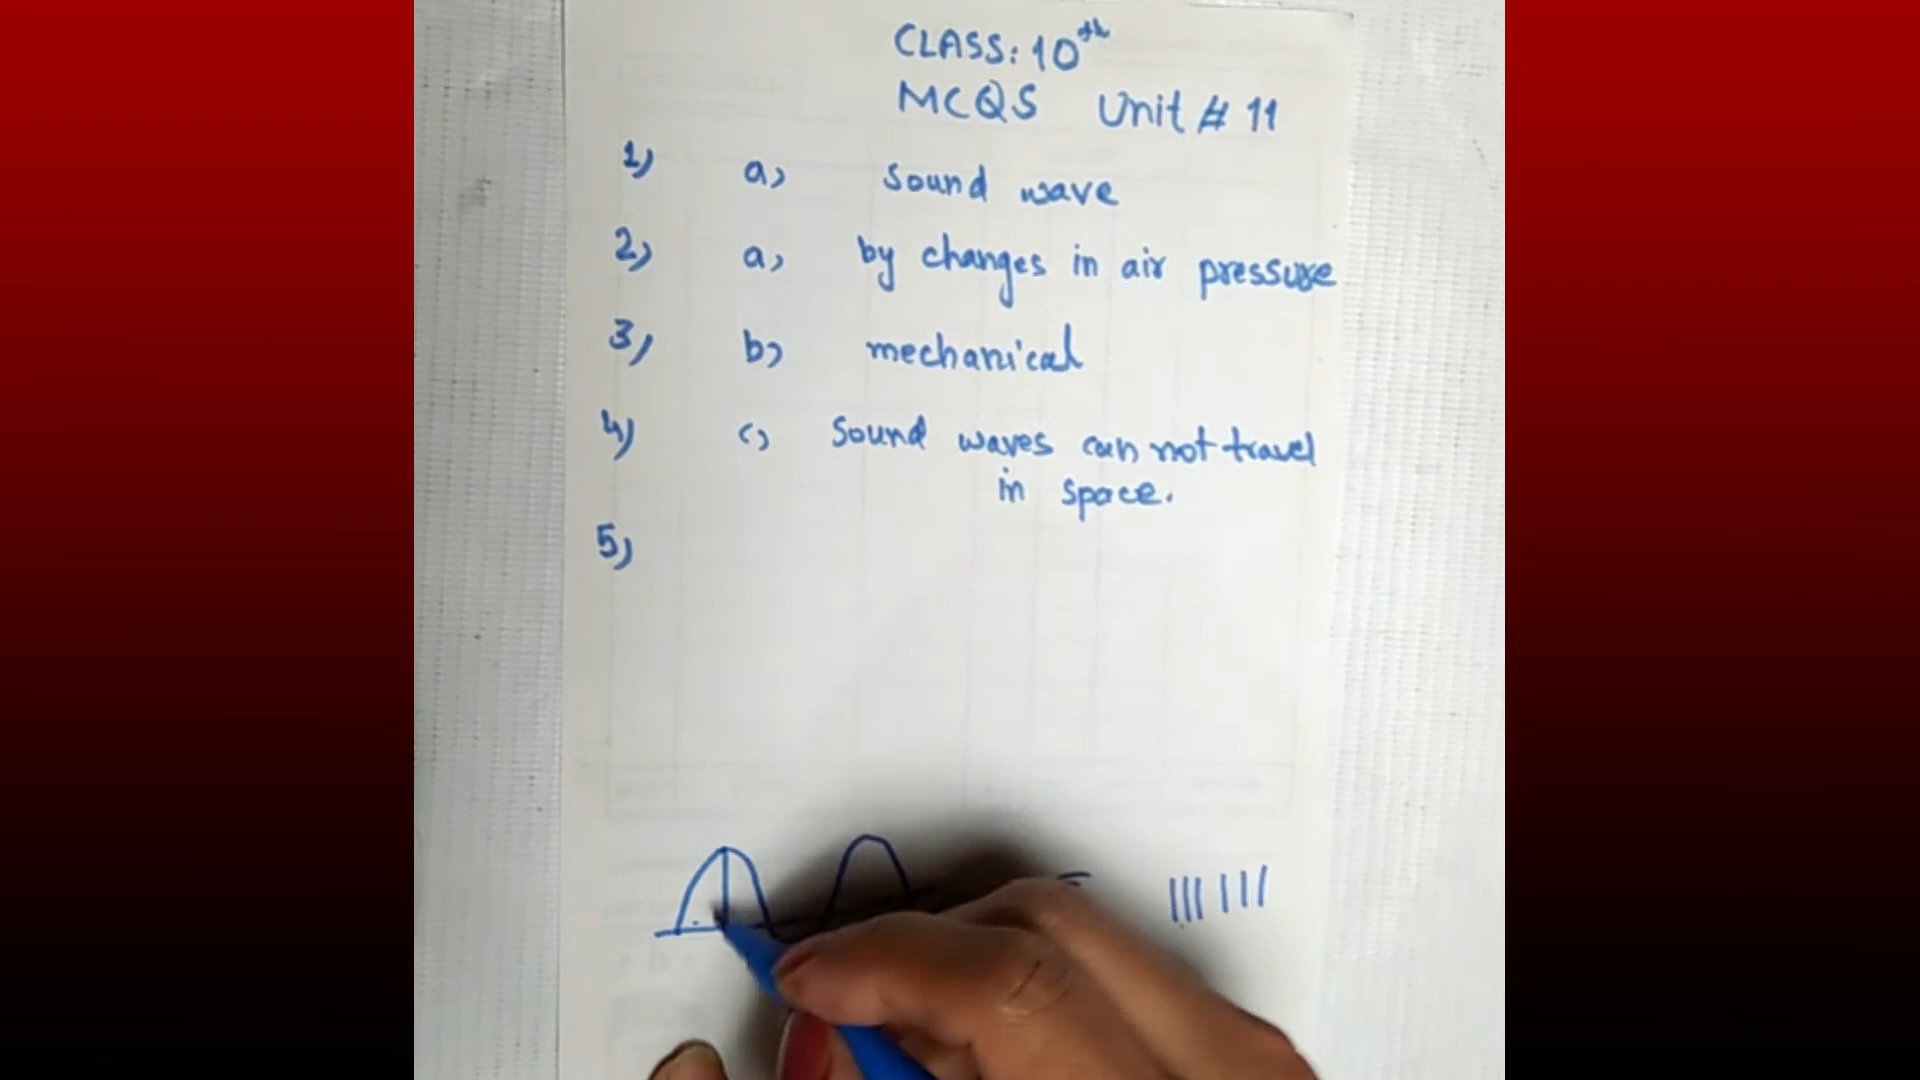 CLASS: 10th
MCQS Unit # 11
1) a) Sound wave
2) a) by changes in air pressure
3) b) mechanical
4) c) Sound waves can not travel
in space.
5)